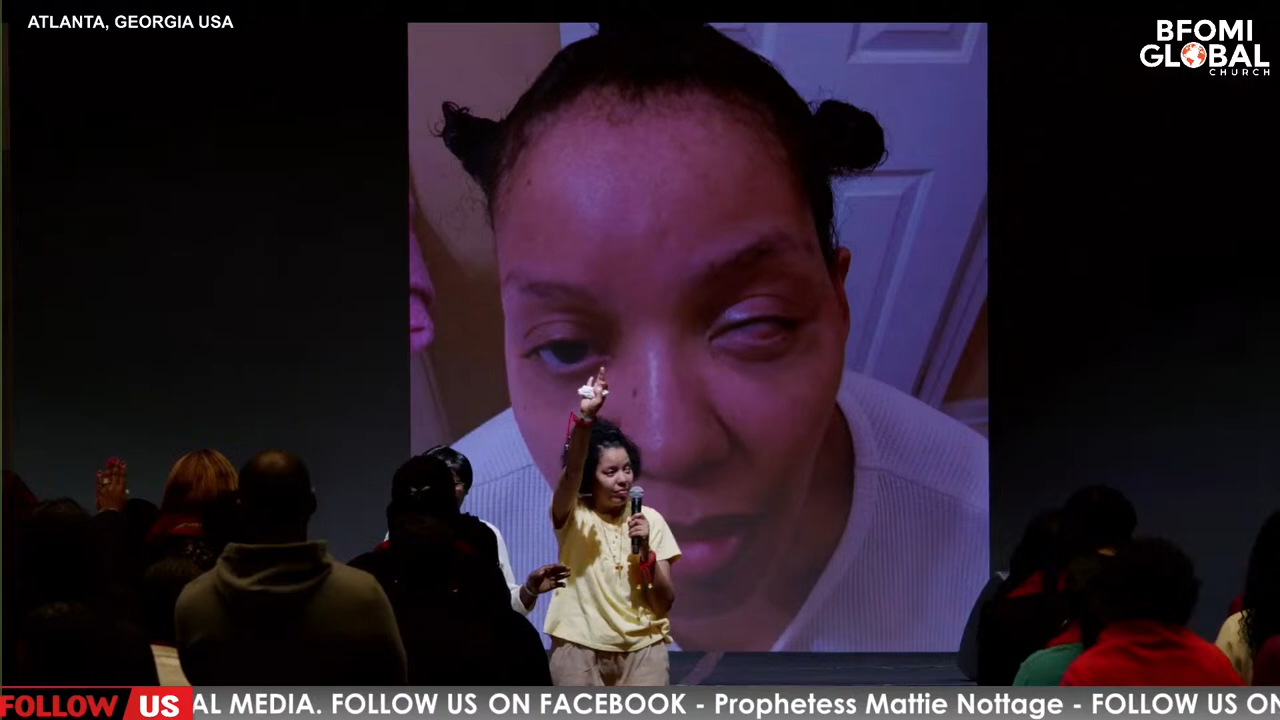 ATLANTA, GEORGIA USA
BFOMI
GLOBAL
CHURCH
FOLLOW US
AL MEDIA. FOLLOW US ON FACEBOOK - Prophetess Mattie Nottage - FOLLOW US ON